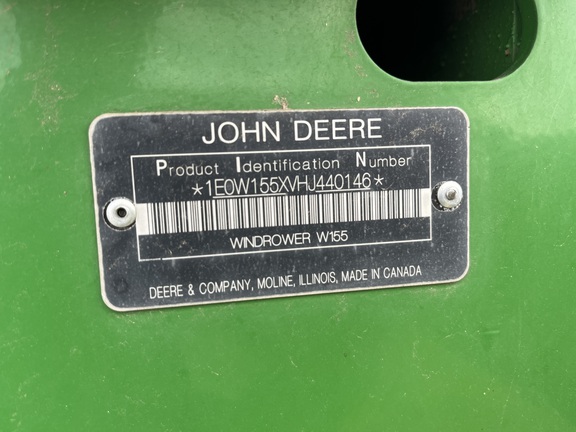 JOHN DEERE
Product Identification Number
*1E0W155XVHJ440146*
WINDROWER W155
DEERE & COMPANY, MOLINE, ILLINOIS, MADE IN CANADA